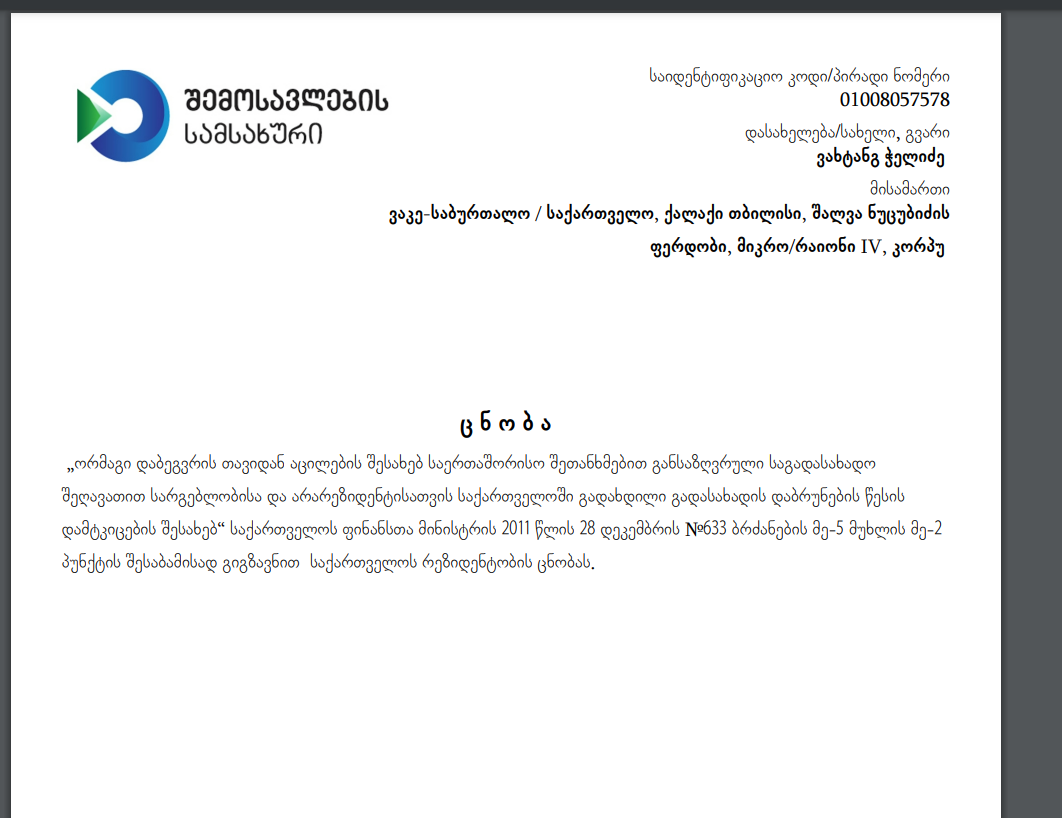 შემოსავლების
სამსახური
საიდენტიფიკაციო კოდი/პირადი ნომერი
01008057578
დასახელება/სახელი, გვარი
ვახტანგ ჭელიძე
მისამართი
ვაკე-საბურთალო / საქართველო, ქალაქი თბილისი, შალვა ნუცუბიძის
ფერდობი, მიკრო/რაიონი IV, კორპუ
ც ნ ო ბ ა
„ორმაგი დაბეგვრის თავიდან აცილების შესახებ საერთაშორისო შეთანხმებით განსაზღვრული საგადასახადო
შეღავათით სარგებლობისა და არარეზიდენტისათვის საქართველოში გადახდილი გადასახადის დაბრუნების წესის
დამტკიცების შესახებ“ საქართველოს ფინანსთა მინისტრის 2011 წლის 28 დეკემბრის №633 ბრძანების მე-5 მუხლის მე-2
პუნქტის შესაბამისად გიგზავნით საქართველოს რეზიდენტობის ცნობას.